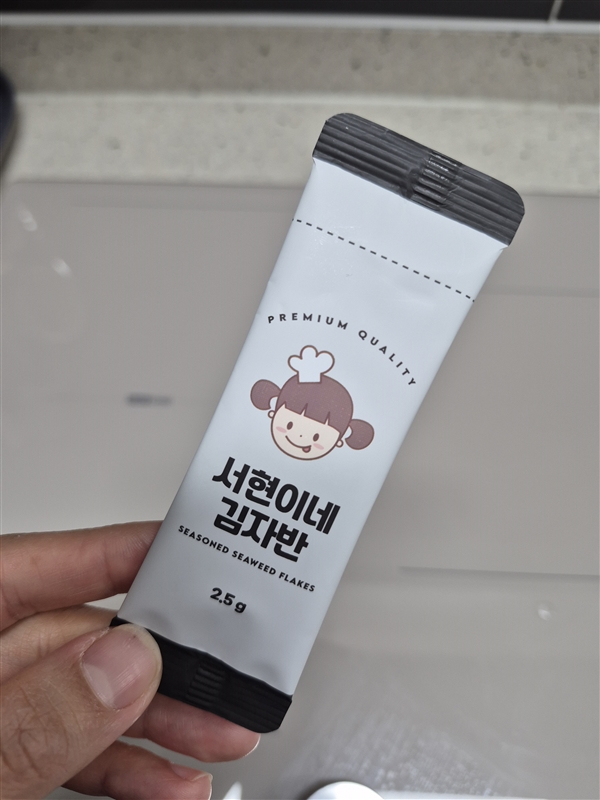 PREMIUM QUALITY
서현이네
김자반
SEASONED SEAWEED FLAKES
2.5g